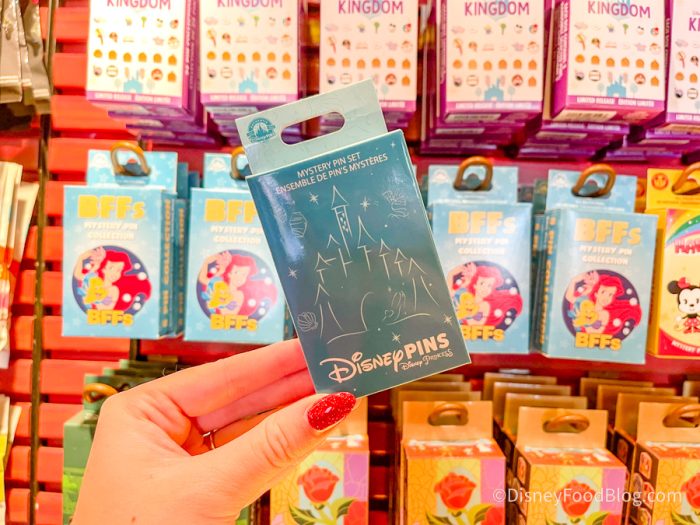 KINGDOM
KINGDOM
KINGDOM
KINGDOM
KINGDOM
LIMITED RELEASE
MYSTERY PIN SET
ENSEMBLE DE PIN'S MYSTÈRES
DISNEY PINS
DISNEY PRINCESS
BFFs
MYSTERY PIN
COLLECTION
BFFs
BFFs
MYSTERY PIN
COLLECTION
BFFs
BFFs
MYSTERY PIN
COLLECTION
BFFs
BFFs
MYSTERY PIN
COLLECTION
BFFs
©DISNEYFOODBLOG.COM